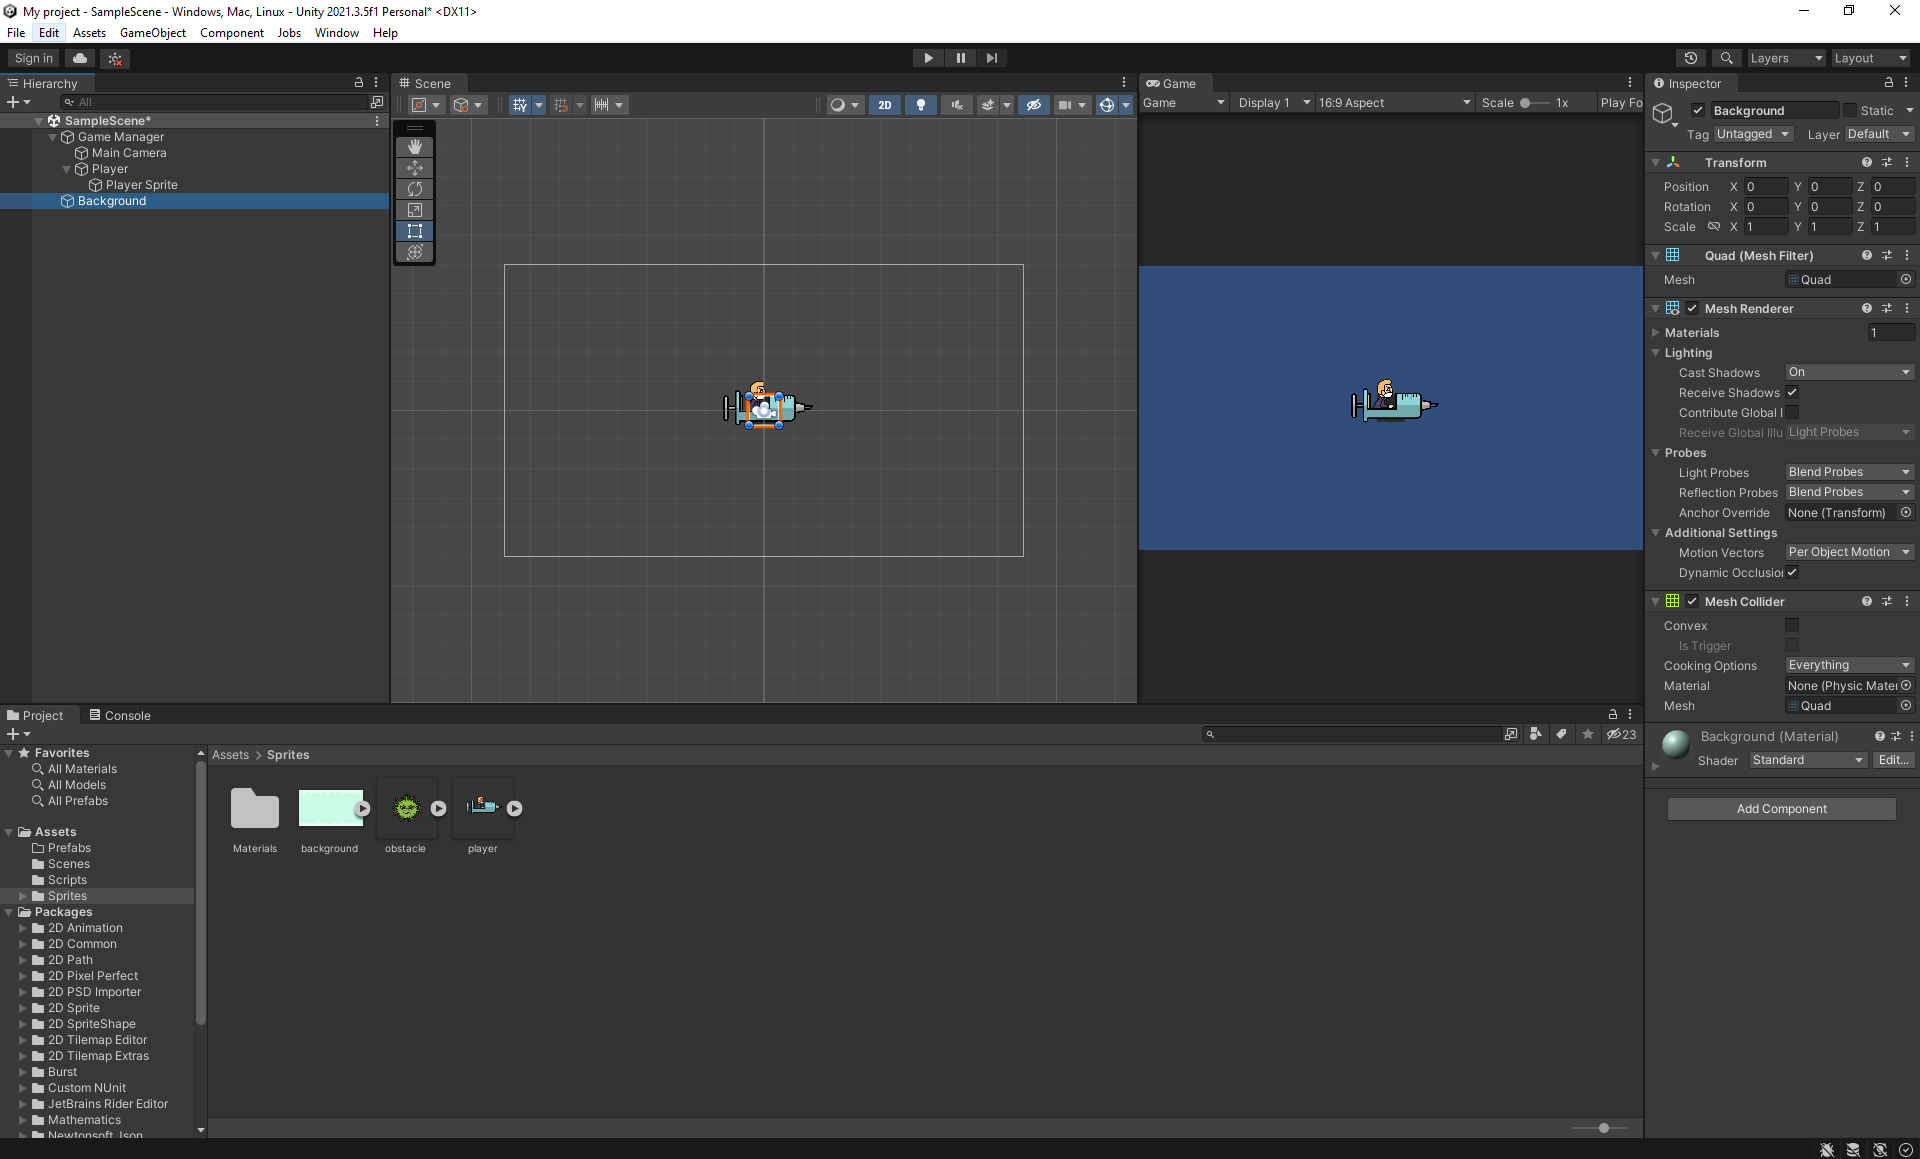 My project - SampleScene - Windows, Mac, Linux - Unity 2021.3.5f1 Personal* <DX11>
File Edit Assets GameObject Component Jobs Window Help
Sign in
Layers
Layout
Hierarchy
All
SampleScene*
Game Manager
Main Camera
Player
Player Sprite
Background
Scene
2D
Game
Game Display 1 16:9 Aspect Scale 1x Play Fo
Inspector
Background Static
Tag Untagged Layer Default
Transform
Position X 0 Y 0 Z 0
Rotation X 0 Y 0 Z 0
Scale X 1 Y 1 Z 1
Quad (Mesh Filter)
Mesh Quad
Mesh Renderer
Materials 1
Lighting
Cast Shadows On
Receive Shadows
Contribute Global I
Receive Global Illu Light Probes
Probes
Light Probes Blend Probes
Reflection Probes Blend Probes
Anchor Override None (Transform)
Additional Settings
Motion Vectors Per Object Motion
Dynamic Occlusio
Mesh Collider
Convex
Is Trigger
Cooking Options Everything
Material None (Physic Mater
Mesh Quad
Background (Material)
Shader Standard Edit...
Add Component
Project Console
23
Favorites
All Materials
All Models
All Prefabs
Assets
Prefabs
Scenes
Scripts
Sprites
Packages
2D Animation
2D Common
2D Path
2D Pixel Perfect
2D PSD Importer
2D Sprite
2D SpriteShape
2D Tilemap Editor
2D Tilemap Extras
Burst
Custom NUnit
JetBrains Rider Editor
Mathematics
Newtonsoft Json
Assets > Sprites
Materials background obstacle player